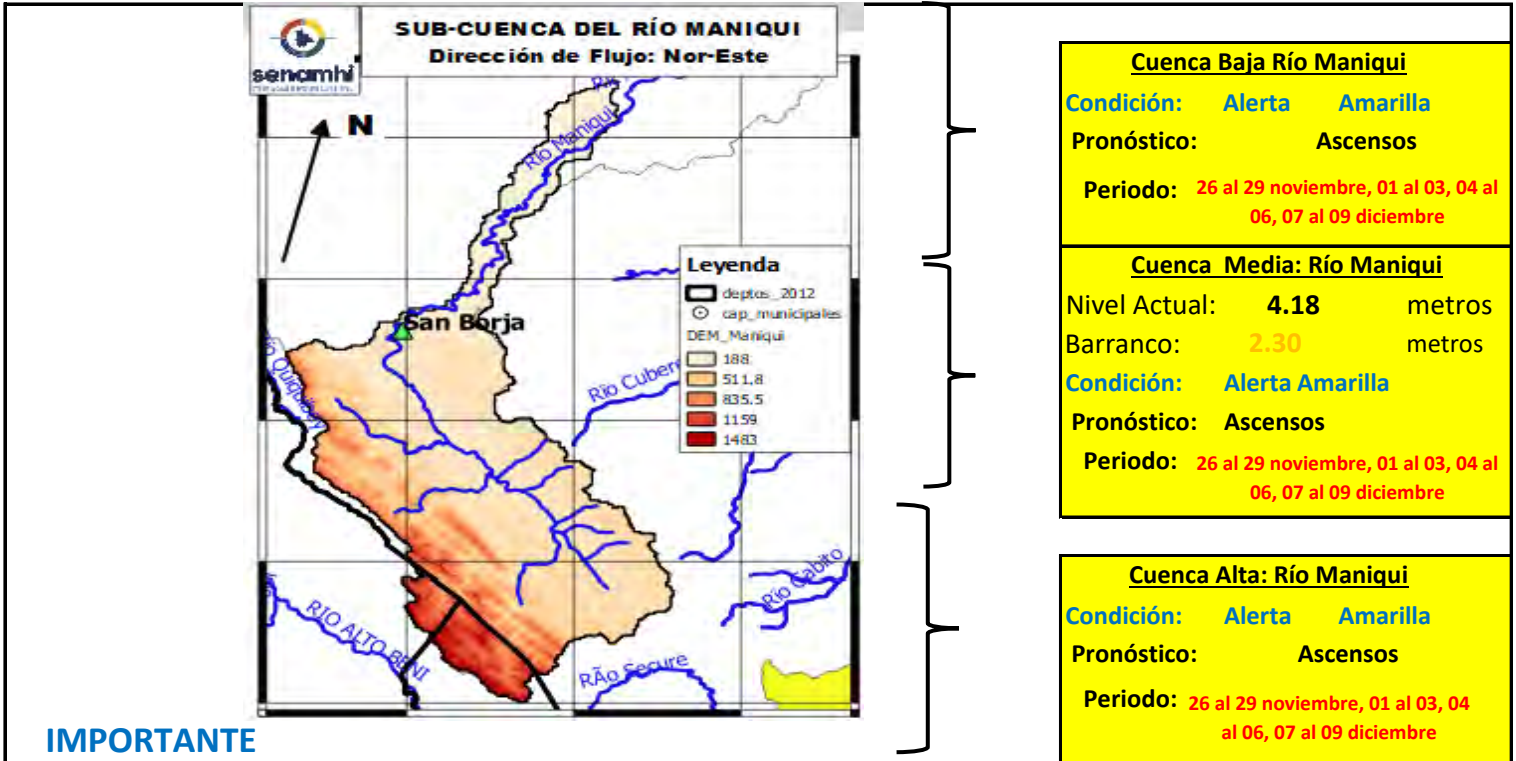 senamhi
SUB-CUENCA DEL RÍO MANIQUI
Dirección de Flujo: Nor-Este
N
Río Maniqui
San Borja
Río Cubere
RIO ALTO BENI
RÃo Secure
Río Cabito
Leyenda
deptos_2012
cap_municipales
DEM_Maniqui
188
511.8
835.5
1159
1483
Cuenca Baja Río Maniqui
Condición: Alerta Amarilla
Pronóstico: Ascensos
Periodo: 26 al 29 noviembre, 01 al 03, 04 al
06, 07 al 09 diciembre
Cuenca Media: Río Maniqui
Nivel Actual: 4.18 metros
Barranco: 2.30 metros
Condición: Alerta Amarilla
Pronóstico: Ascensos
Periodo: 26 al 29 noviembre, 01 al 03, 04 al
06, 07 al 09 diciembre
Cuenca Alta: Río Maniqui
Condición: Alerta Amarilla
Pronóstico: Ascensos
Periodo: 26 al 29 noviembre, 01 al 03, 04
al 06, 07 al 09 diciembre
IMPORTANTE